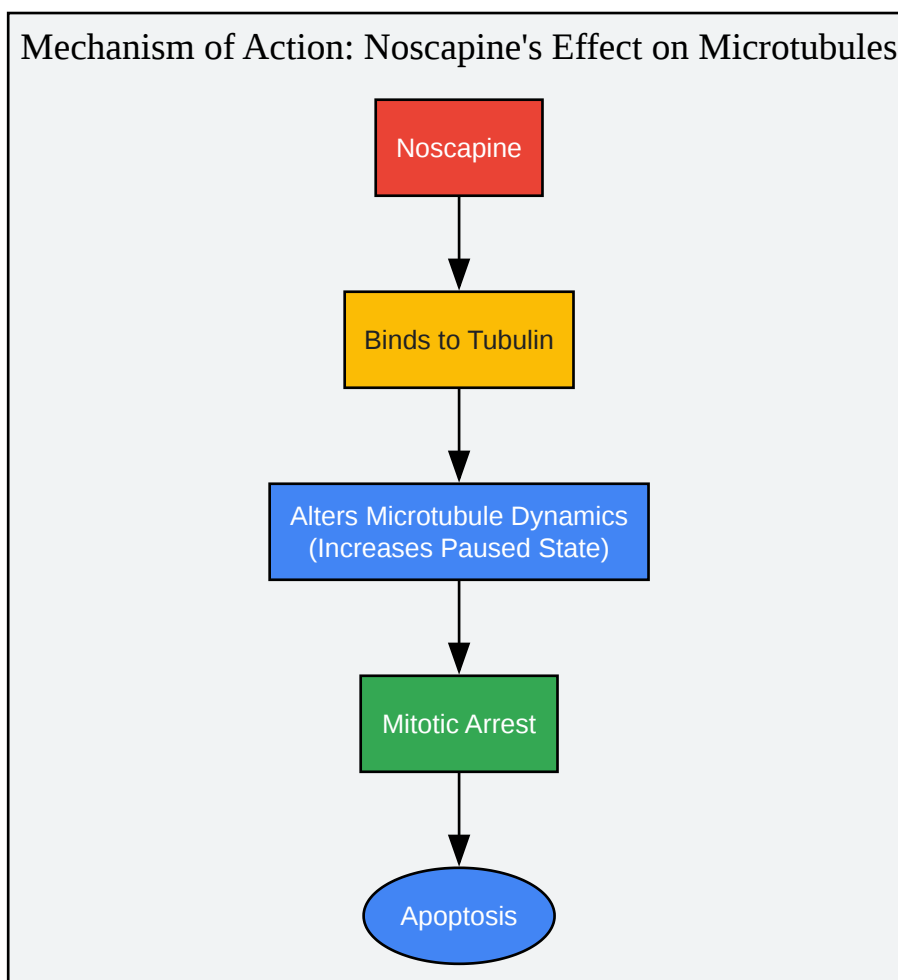 Mechanism of Action: Noscapine's Effect on Microtubules
Noscapine
Binds to Tubulin
Alters Microtubule Dynamics
(Increases Paused State)
Mitotic Arrest
Apoptosis